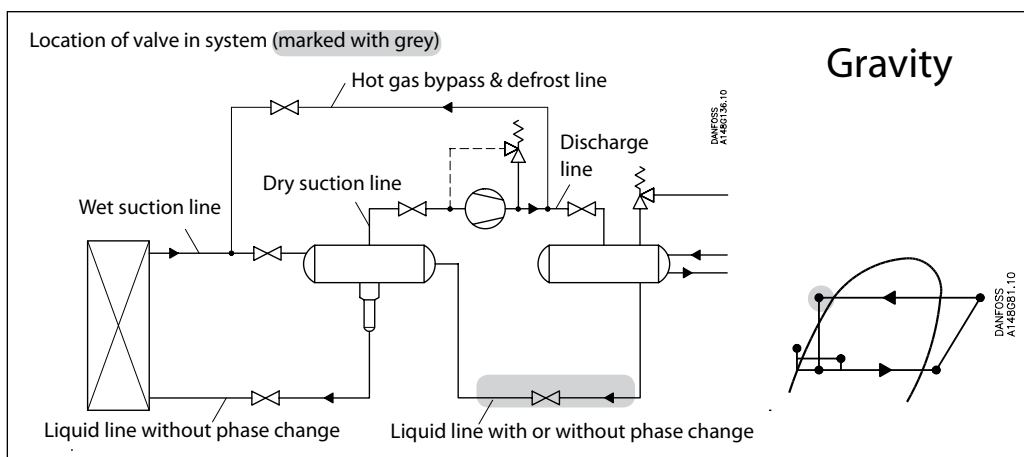 Location of valve in system (marked with grey)
Gravity
Hot gas bypass & defrost line
DANFOSS
A148G136.10
Discharge
line
Dry suction line
Wet suction line
DANFOSS
A148G81.10
Liquid line without phase change
Liquid line with or without phase change